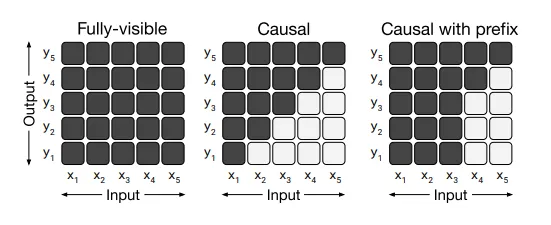 Fully-visible
Causal
Causal with prefix
Output
y₅
y₄
y₃
y₂
y₁
x₁ x₂ x₃ x₄ x₅
Input
y₅
y₄
y₃
y₂
y₁
x₁ x₂ x₃ x₄ x₅
Input
y₅
y₄
y₃
y₂
y₁
x₁ x₂ x₃ x₄ x₅
Input